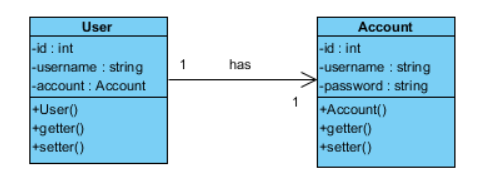 User
-id : int
-username : string
-account : Account
+User()
+getter()
+setter()
1
has
1
Account
-id : int
-username : string
-password : string
+Account()
+getter()
+setter()